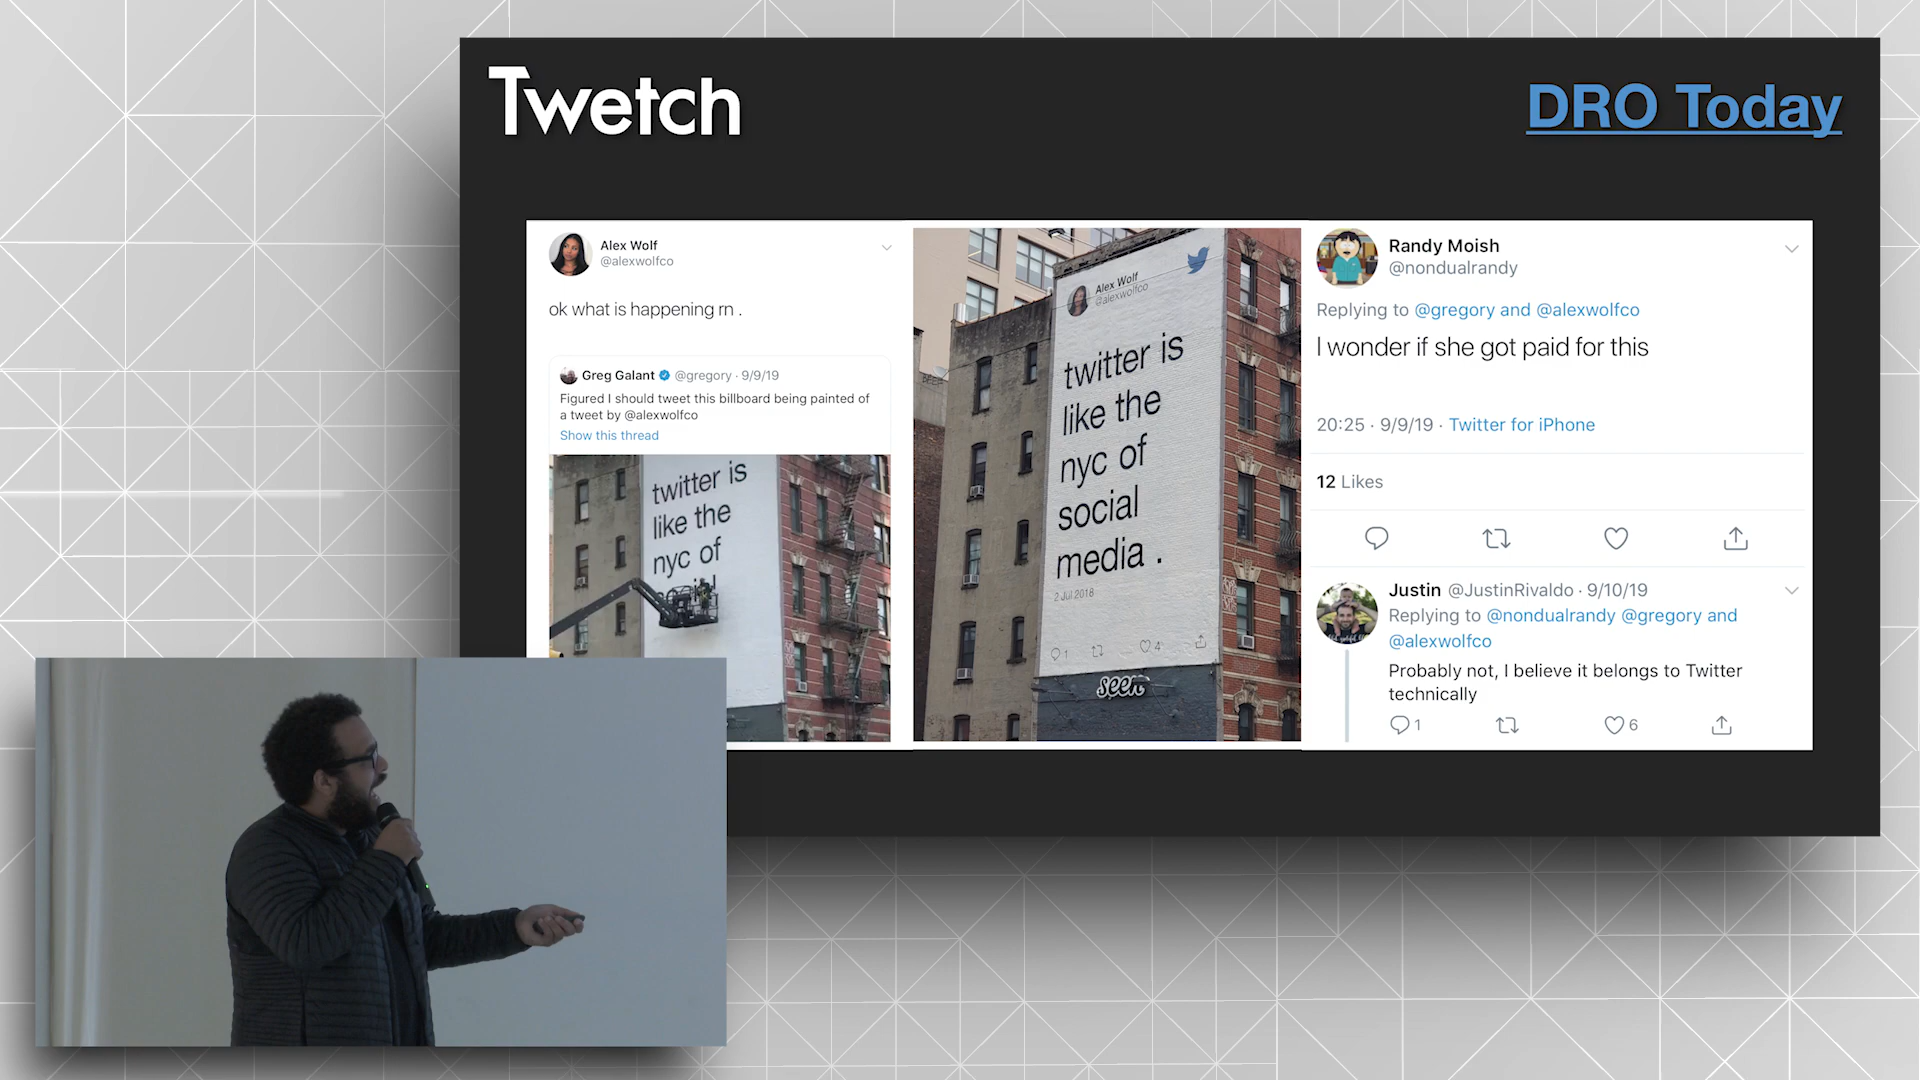 Twetch
DRO Today
Alex Wolf
@alexwolfco
ok what is happening rn .
Greg Galant @gregory · 9/9/19
Figured I should tweet this billboard being painted of
a tweet by @alexwolfco
Show this thread
twitter is
like the
nyc of
Alex Wolf
@alexwolfco
twitter is
like the
nyc of
social
media .
2 Jul 2018
1
4
seen
Randy Moish
@nondualrandy
Replying to @gregory and @alexwolfco
I wonder if she got paid for this
20:25 · 9/9/19 · Twitter for iPhone
12 Likes
Justin @JustinRivaldo · 9/10/19
Replying to @nondualrandy @gregory and
@alexwolfco
Probably not, I believe it belongs to Twitter
technically
1
6